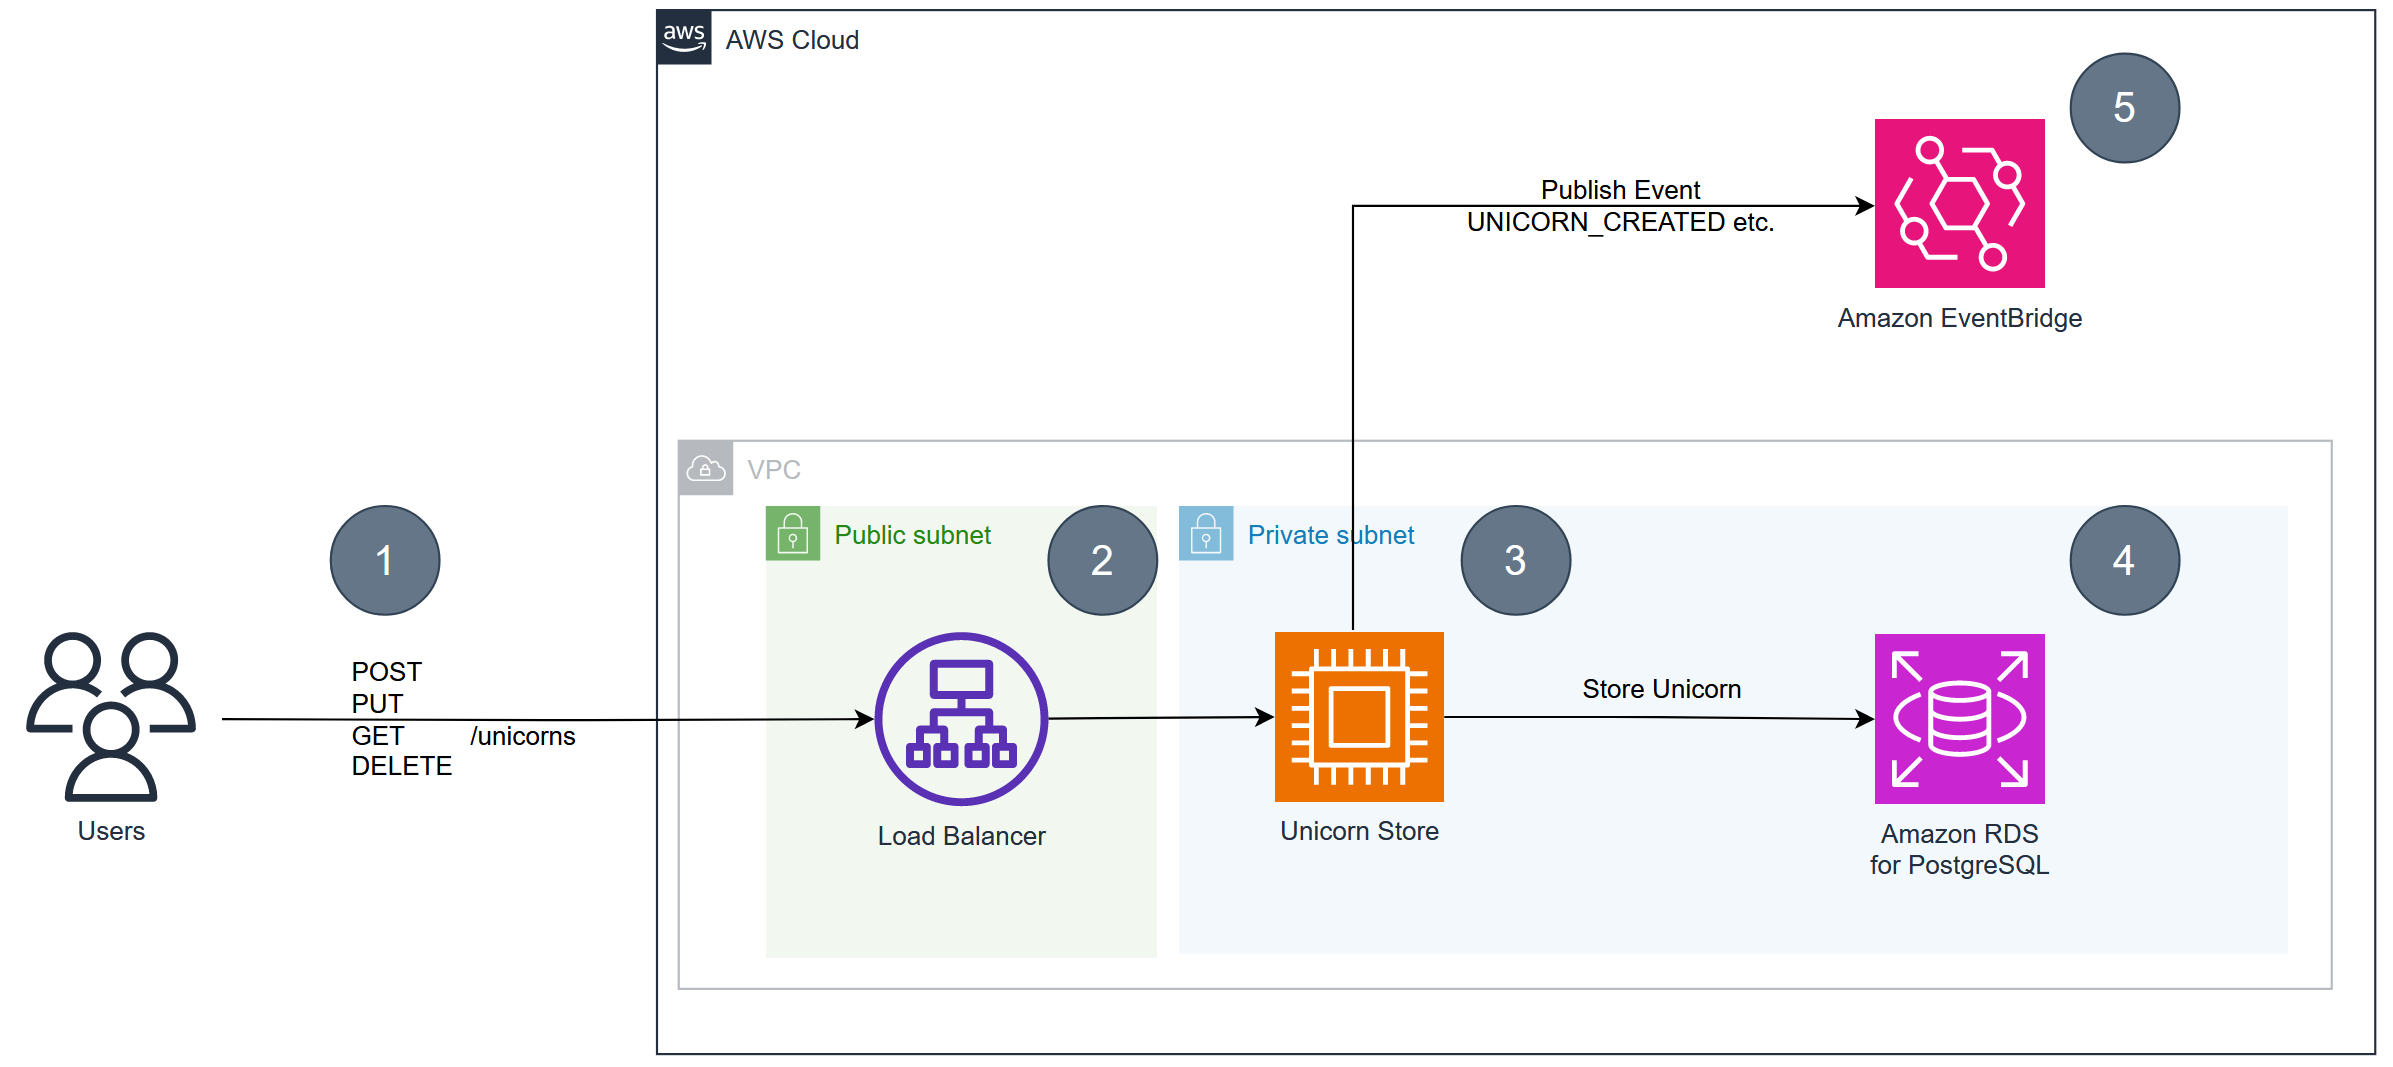 aws
AWS Cloud
5
Publish Event
UNICORN_CREATED etc.
Amazon EventBridge
VPC
1
Public subnet
2
Private subnet
3
4
POST
PUT
GET /unicorns
DELETE
Store Unicorn
Users
Load Balancer
Unicorn Store
Amazon RDS
for PostgreSQL